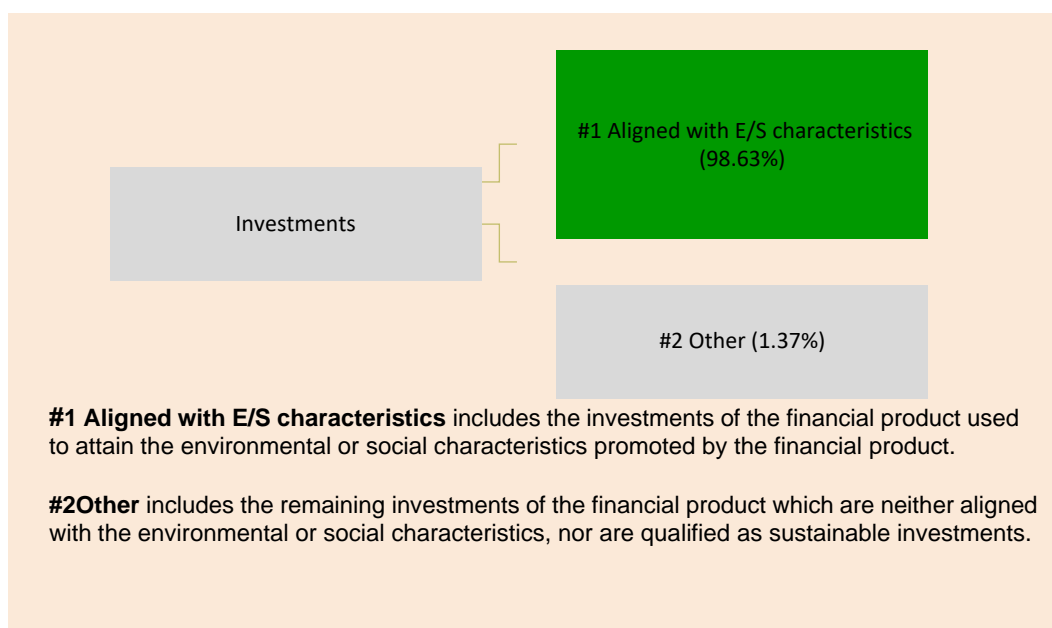 #1 Aligned with E/S characteristics
(98.63%)
Investments
#2 Other (1.37%)
#1 Aligned with E/S characteristics includes the investments of the financial product used
to attain the environmental or social characteristics promoted by the financial product.
#2Other includes the remaining investments of the financial product which are neither aligned
with the environmental or social characteristics, nor are qualified as sustainable investments.